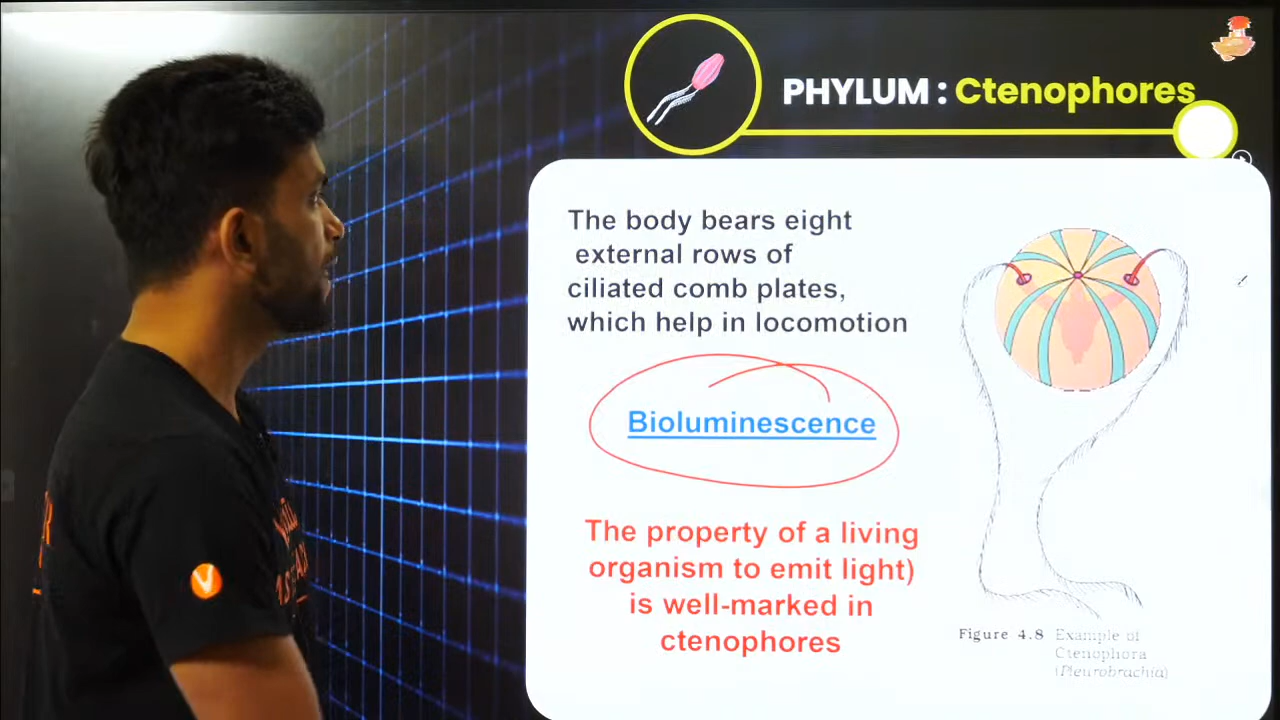 PHYLUM : Ctenophores
The body bears eight
external rows of
ciliated comb plates,
which help in locomotion
Bioluminescence
The property of a living
organism to emit light)
is well-marked in
ctenophores
Figure 4.8 Example of
Ctenophora
(Pleurobrachia)